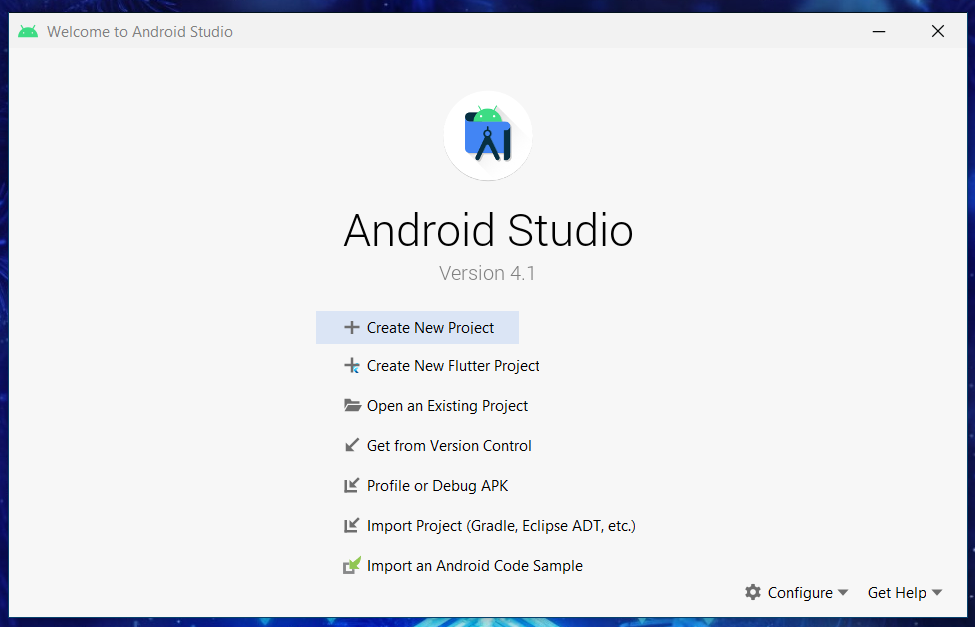 Welcome to Android Studio
Android Studio
Version 4.1
Create New Project
Create New Flutter Project
Open an Existing Project
Get from Version Control
Profile or Debug APK
Import Project (Gradle, Eclipse ADT, etc.)
Import an Android Code Sample
Configure Get Help